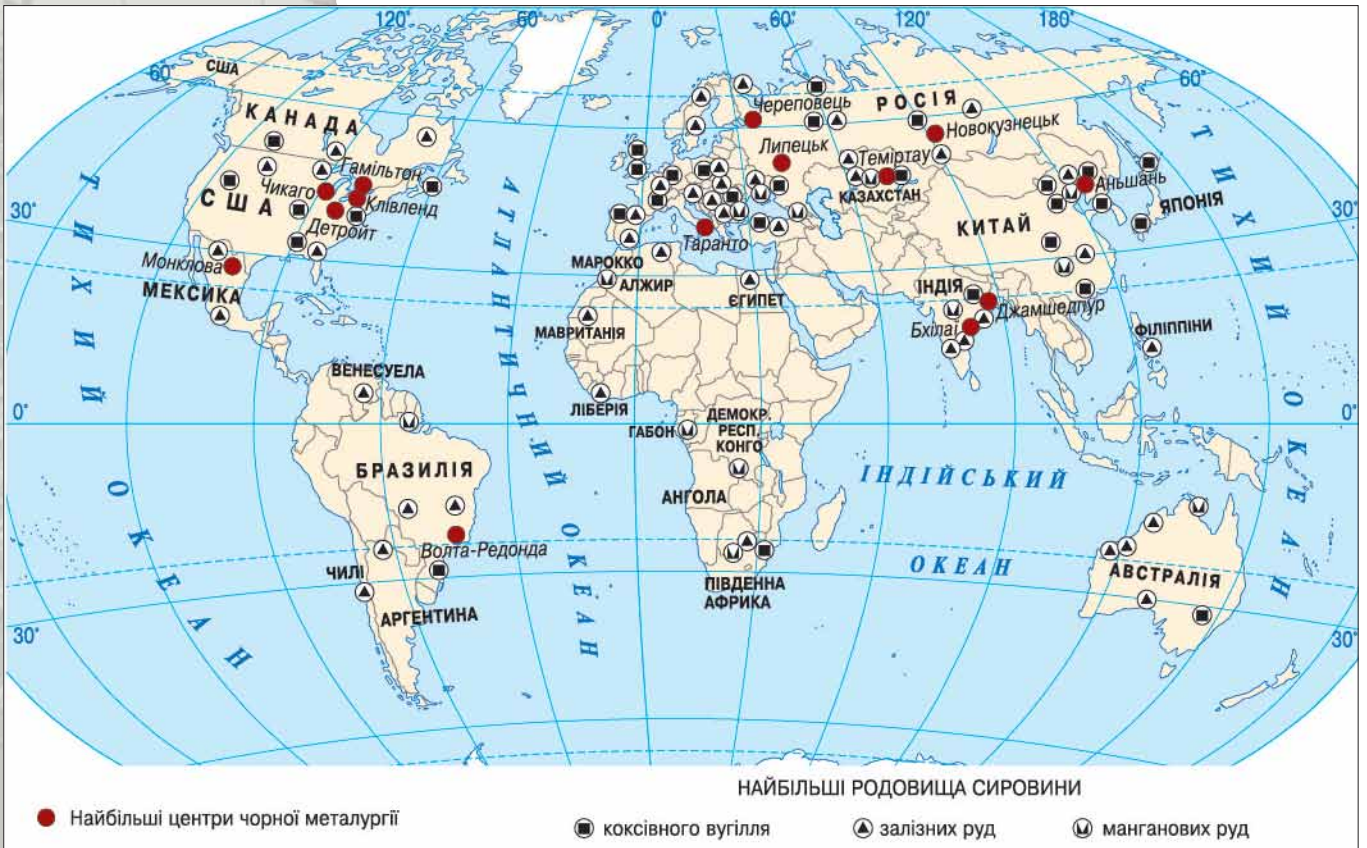 120°
60°
0°
60°
120°
180°
США
60°
60°
КАНАДА
РОСІЯ
Череповець
Новокузнецьк
Липецьк
Теміртау
Гамільтон
Чикаго
Клівленд
КАЗАХСТАН
Аньшань
США
ЯПОНІЯ
30°
30°
Детройт
КИТАЙ
Таранто
Монклова
МАРОККО
АЛЖИР
ЄГИПЕТ
ІНДІЯ
МЕКСИКА
Джамшедпур
МАВРИТАНІЯ
Бхілаї
ФІЛІППІНИ
ТИХИЙ ОКЕАН
АТЛАНТИЧНИЙ ОКЕАН
ТИХИЙ ОКЕАН
ВЕНЕСУЕЛА
ЛІБЕРІЯ
0°
0°
ГАБОН
ДЕМОКР.
РЕСП.
КОНГО
БРАЗИЛІЯ
ІНДІЙСЬКИЙ
АНГОЛА
Волта-Редонда
ОКЕАН
ЧИЛІ
АВСТРАЛІЯ
ПІВДЕННА
АФРИКА
АРГЕНТИНА
30°
30°
НАЙБІЛЬШІ РОДОВИЩА СИРОВИНИ
Найбільші центри чорної металургії
коксівного вугілля
залізних руд
манганових руд